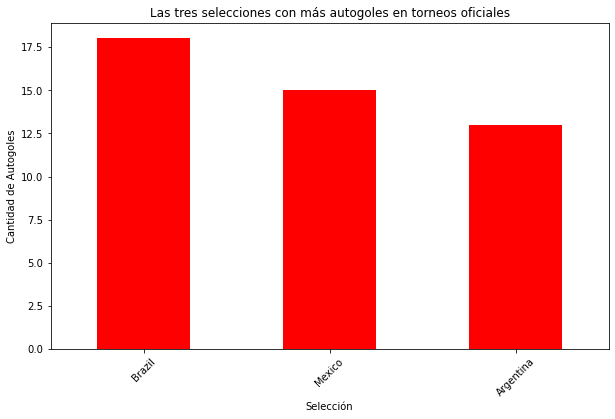 Las tres selecciones con más autogoles en torneos oficiales
17.5
15.0
12.5
10.0
7.5
5.0
2.5
0.0
Cantidad de Autogoles
Brazil
Mexico
Argentina
Selección